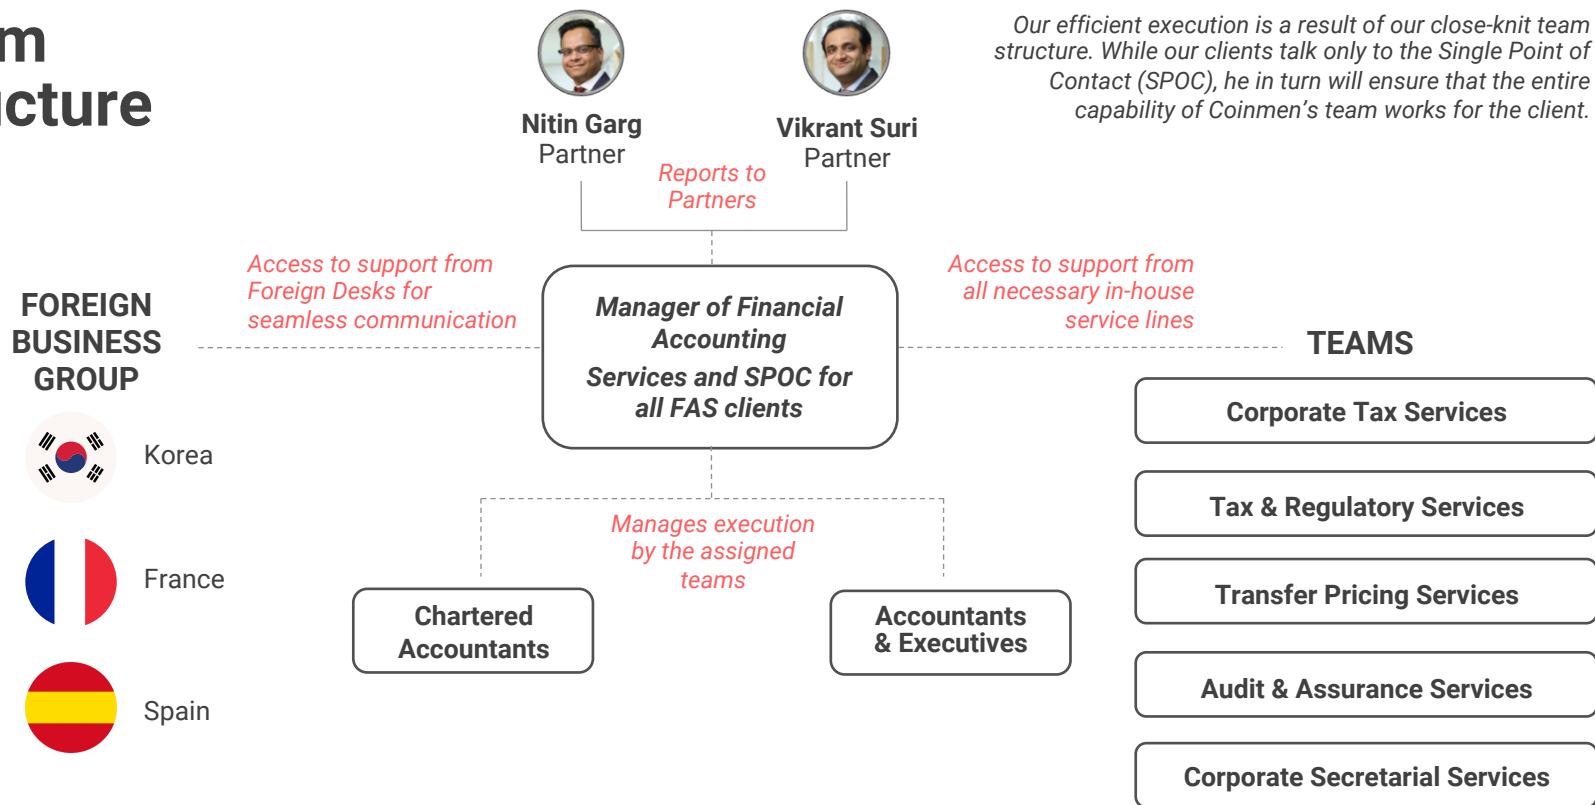 Nitin Garg
Partner
Vikrant Suri
Partner
Our efficient execution is a result of our close-knit team
structure. While our clients talk only to the Single Point of
Contact (SPOC), he in turn will ensure that the entire
capability of Coinmen's team works for the client.
Reports to
Partners
Access to support from
Foreign Desks for
seamless communication
Manager of Financial
Accounting
Services and SPOC for
all FAS clients
Access to support from
all necessary in-house
service lines
FOREIGN
BUSINESS
GROUP
Korea
France
Spain
Manages execution
by the assigned
teams
Chartered
Accountants
Accountants
& Executives
TEAMS
Corporate Tax Services
Tax & Regulatory Services
Transfer Pricing Services
Audit & Assurance Services
Corporate Secretarial Services